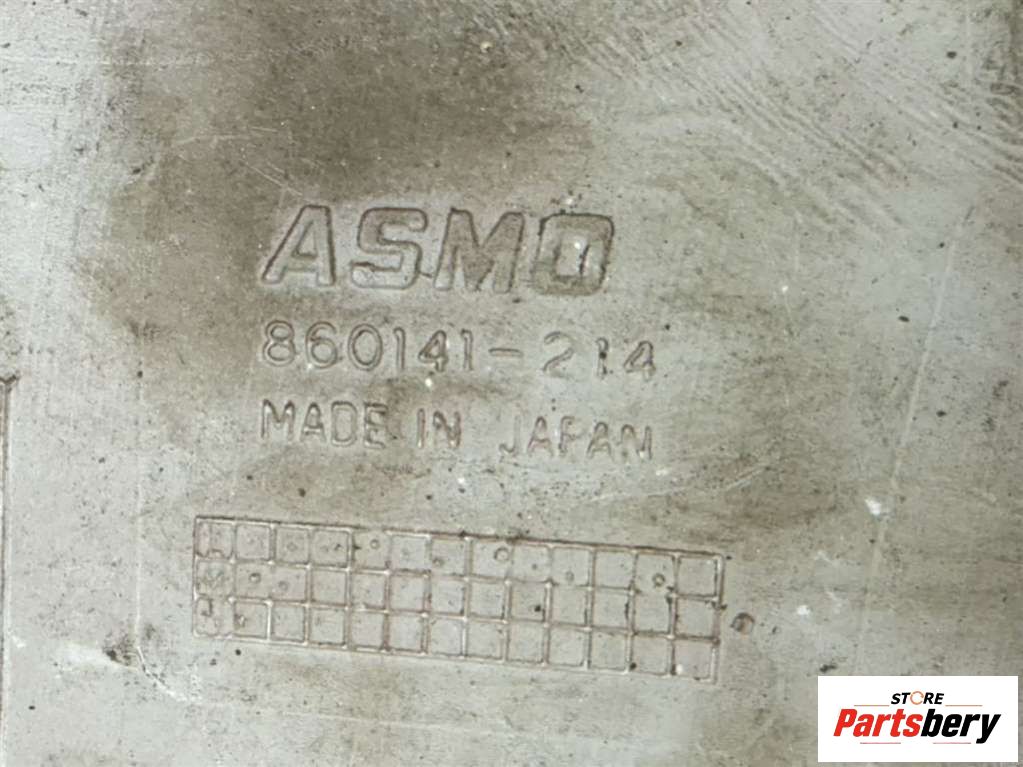 ASMO
860141-214
MADE IN JAPAN
STORE
Partsbery